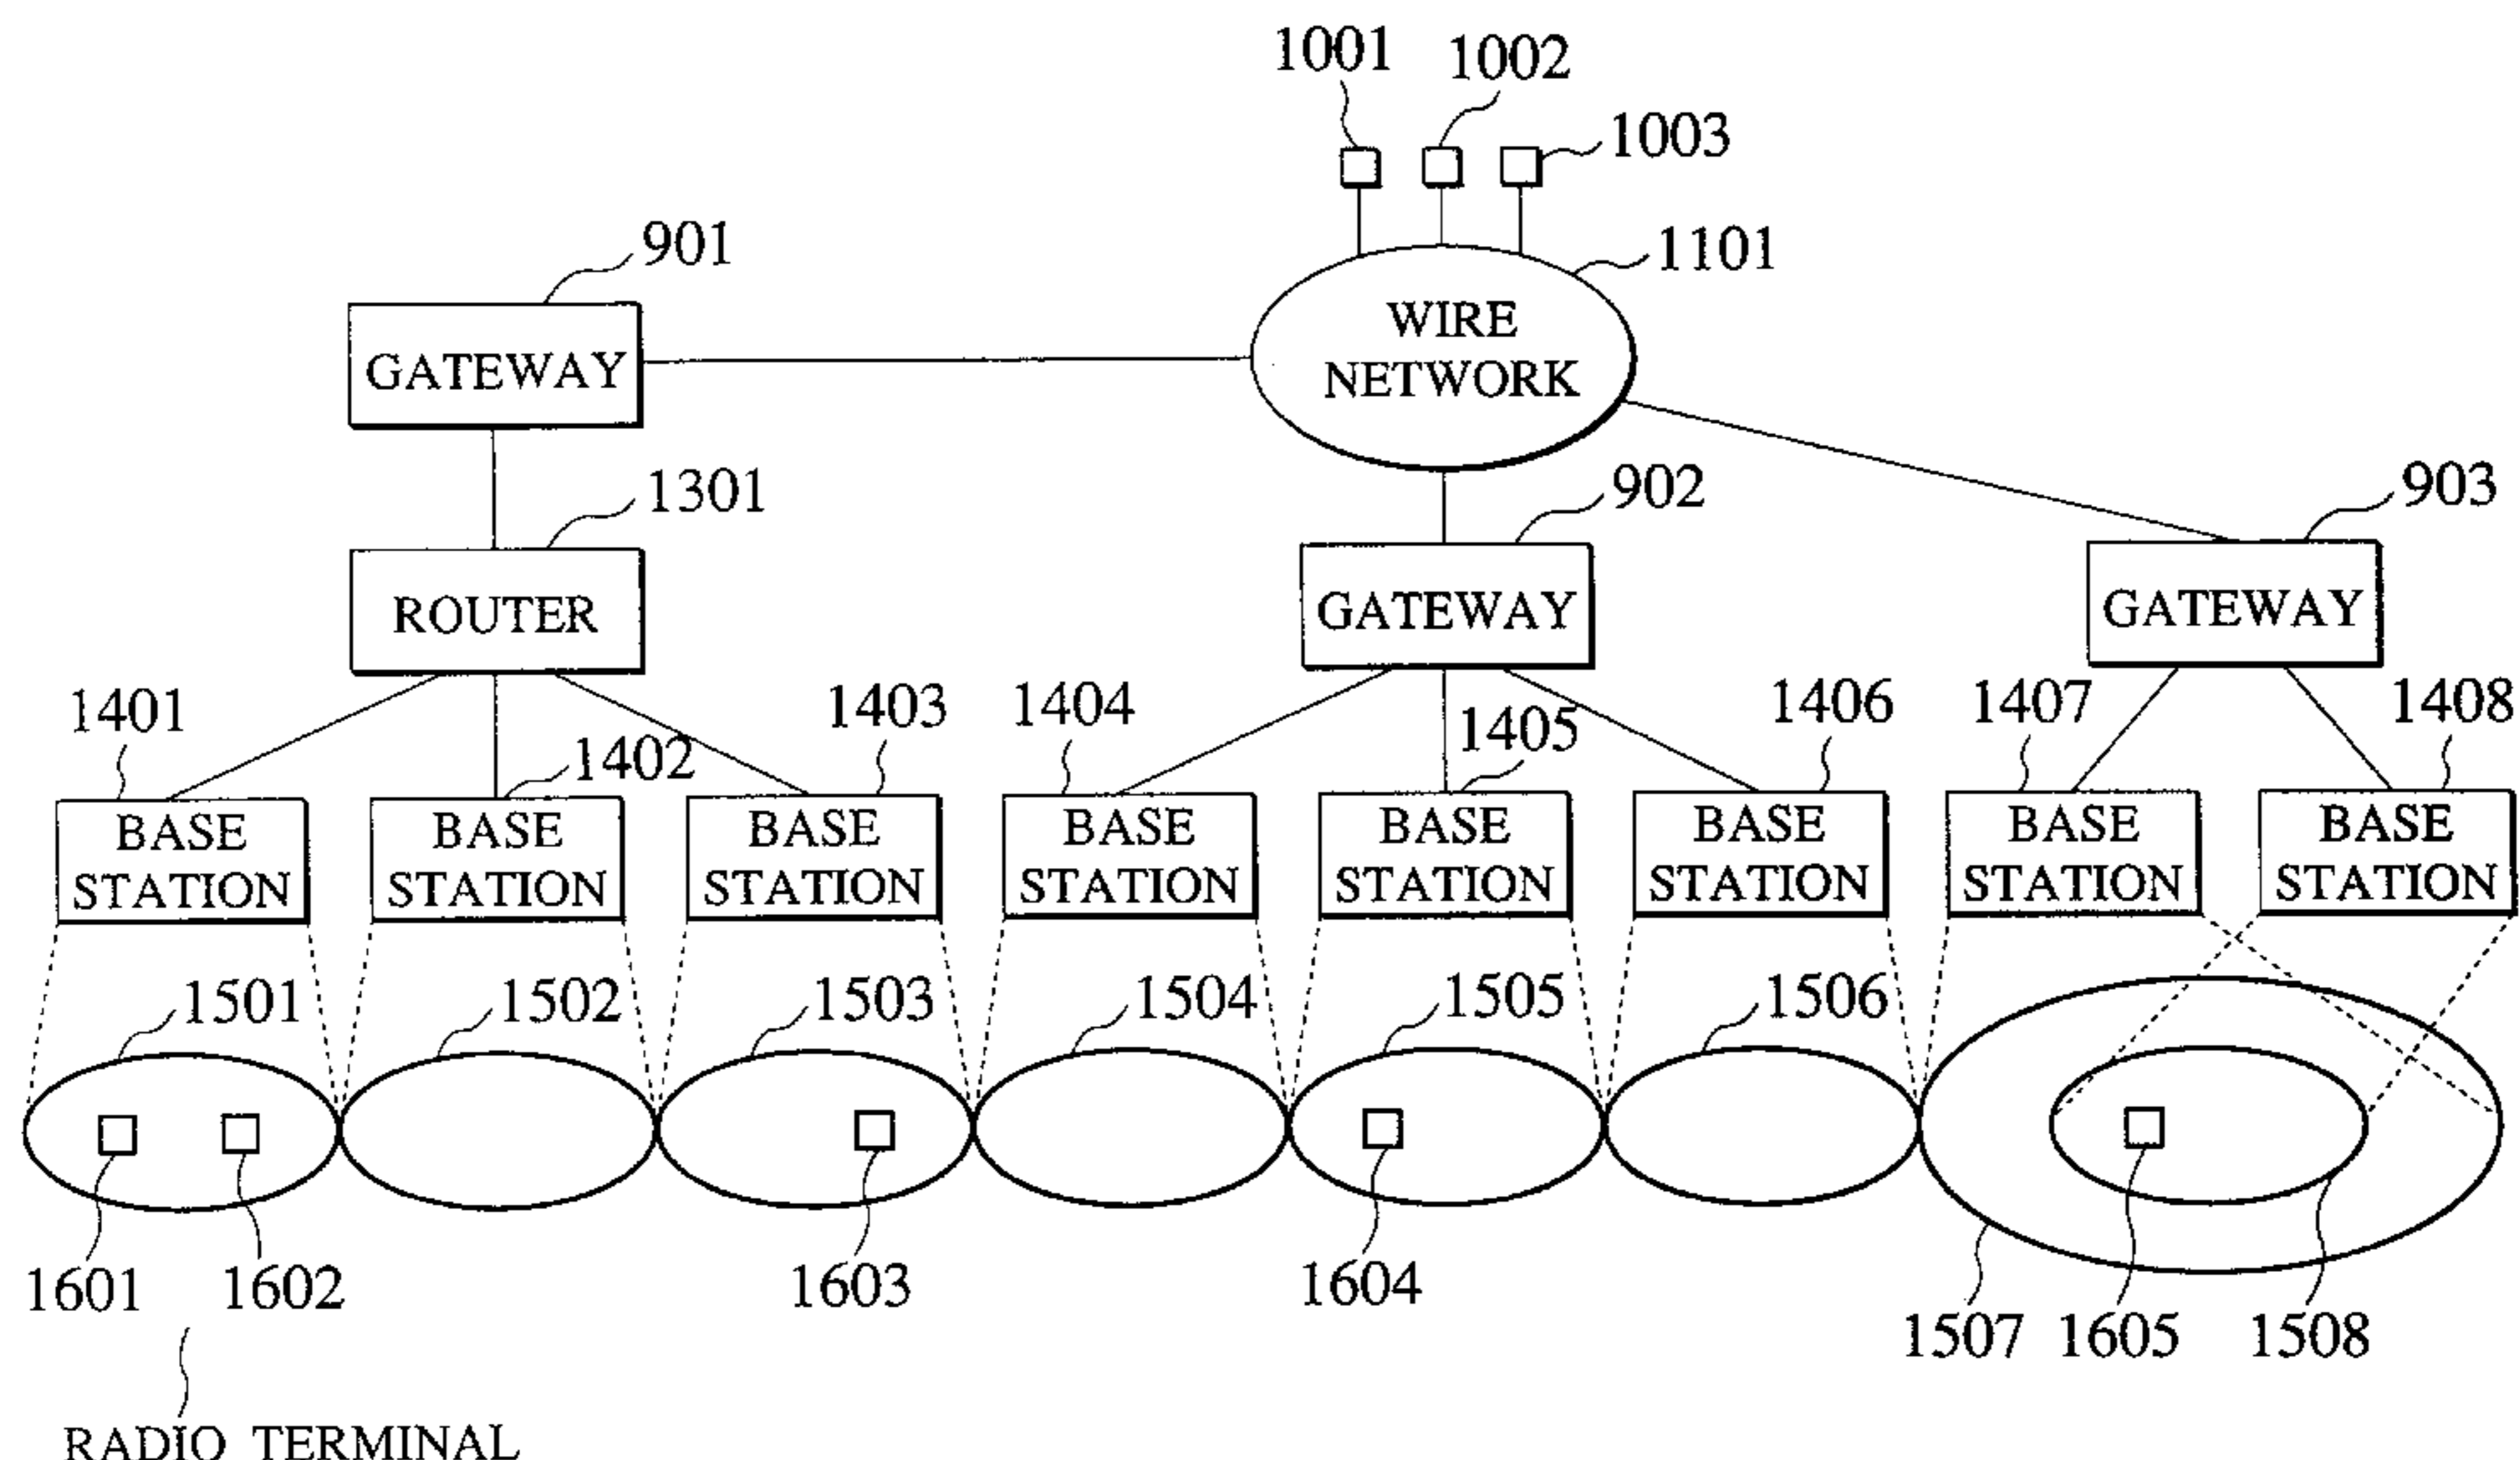 1001 1002
1003
901
1101
WIRE
NETWORK
GATEWAY
1301
902
903
ROUTER
GATEWAY
GATEWAY
1401
1402
1403
1404
1405
1406
1407
1408
BASE
STATION
BASE
STATION
BASE
STATION
BASE
STATION
BASE
STATION
BASE
STATION
BASE
STATION
BASE
STATION
1501
1502
1503
1504
1505
1506
1601
1602
1603
1604
1507
1605
1508
RADIO TERMINAL